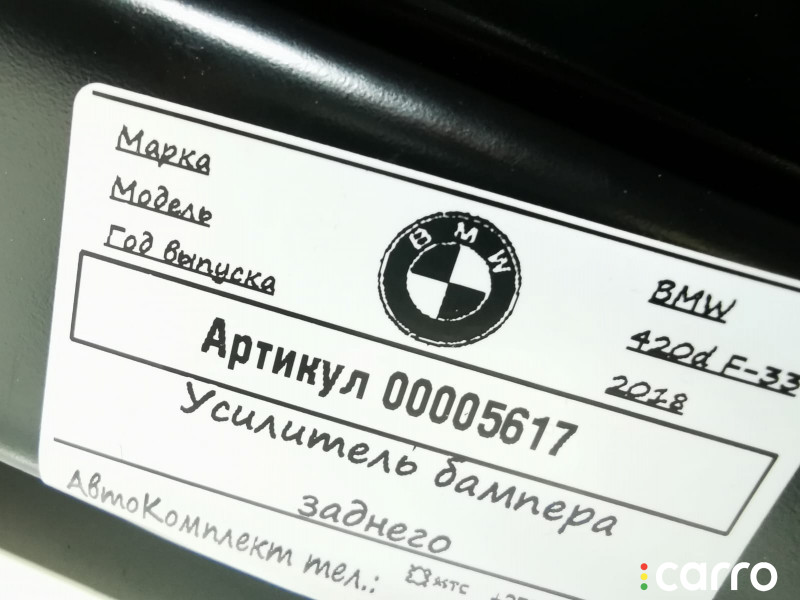 Марка
BMW
Модель
420d F-33
Год выпуска
2018
BMW
Артикул 00005617
Усилитель бампера
заднего
АвтоКомплект тел.:
carro